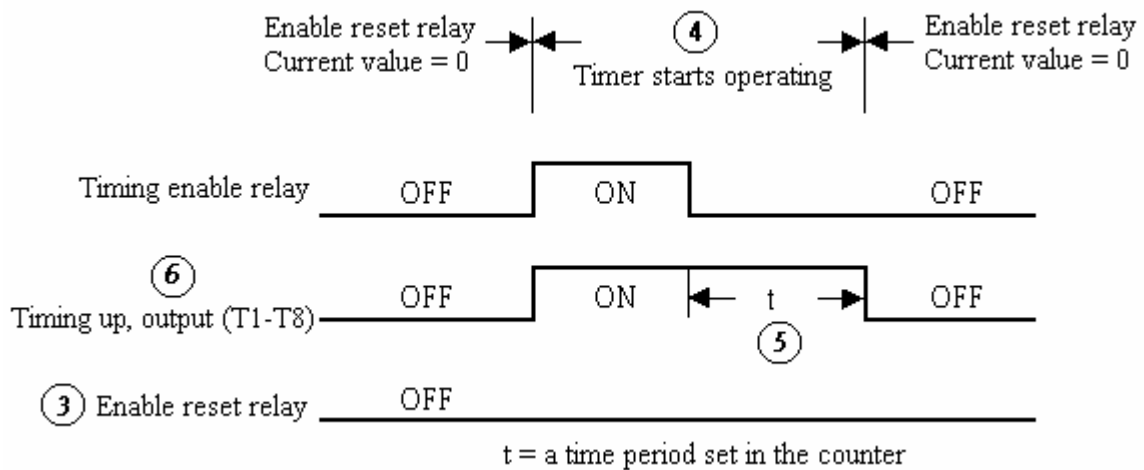 Enable reset relay
Current value = 0
4
Timer starts operating
Enable reset relay
Current value = 0
Timing enable relay
OFF
ON
OFF
6
Timing up, output (T1-T8)
OFF
ON
t
OFF
5
3 Enable reset relay
OFF
t = a time period set in the counter